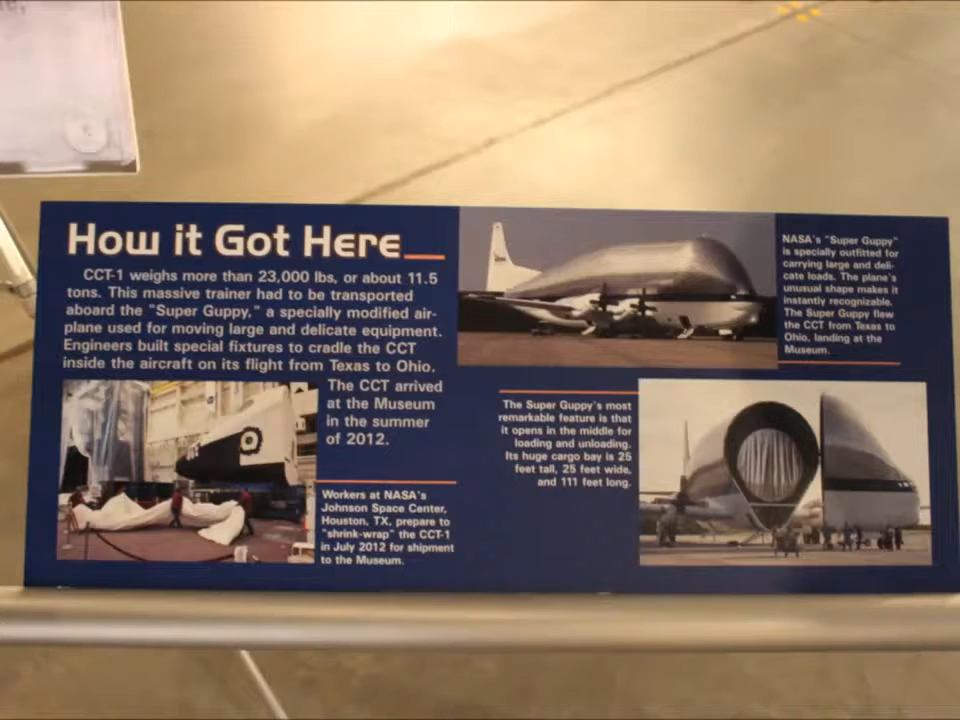 How it Got Here
CCT-1 weighs more than 23,000 lbs, or about 11.5
tons. This massive trainer had to be transported
aboard the "Super Guppy," a specially modified air-
plane used for moving large and delicate equipment.
Engineers built special fixtures to cradle the CCT
inside the aircraft on its flight from Texas to Ohio.
The CCT arrived
at the Museum
in the summer
of 2012.
Workers at NASA's
Johnson Space Center,
Houston, TX, prepare to
"shrink-wrap" the CCT-1
in July 2012 for shipment
to the Museum.
NASA's "Super Guppy"
is specially outfitted for
carrying large and deli-
cate loads. The plane's
unusual shape makes it
instantly recognizable.
The Super Guppy flew
the CCT from Texas to
Ohio, landing at the
Museum.
The Super Guppy's most
remarkable feature is that
it opens in the middle for
loading and unloading.
Its huge cargo bay is 25
feet tall, 25 feet wide,
and 111 feet long.